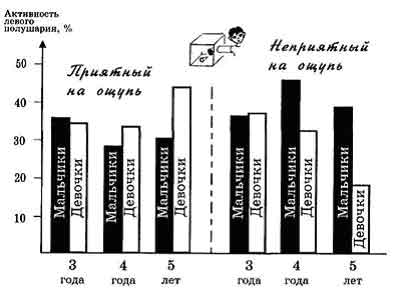 Активность
левого
полушария, %
Приятный
на ощупь
Неприятный
на ощупь
50
40
30
20
10
Мальчики
Девочки
Мальчики
Девочки
Мальчики
Девочки
Мальчики
Девочки
Мальчики
Девочки
Мальчики
Девочки
3 4 5 3 4 5
года года лет года года лет